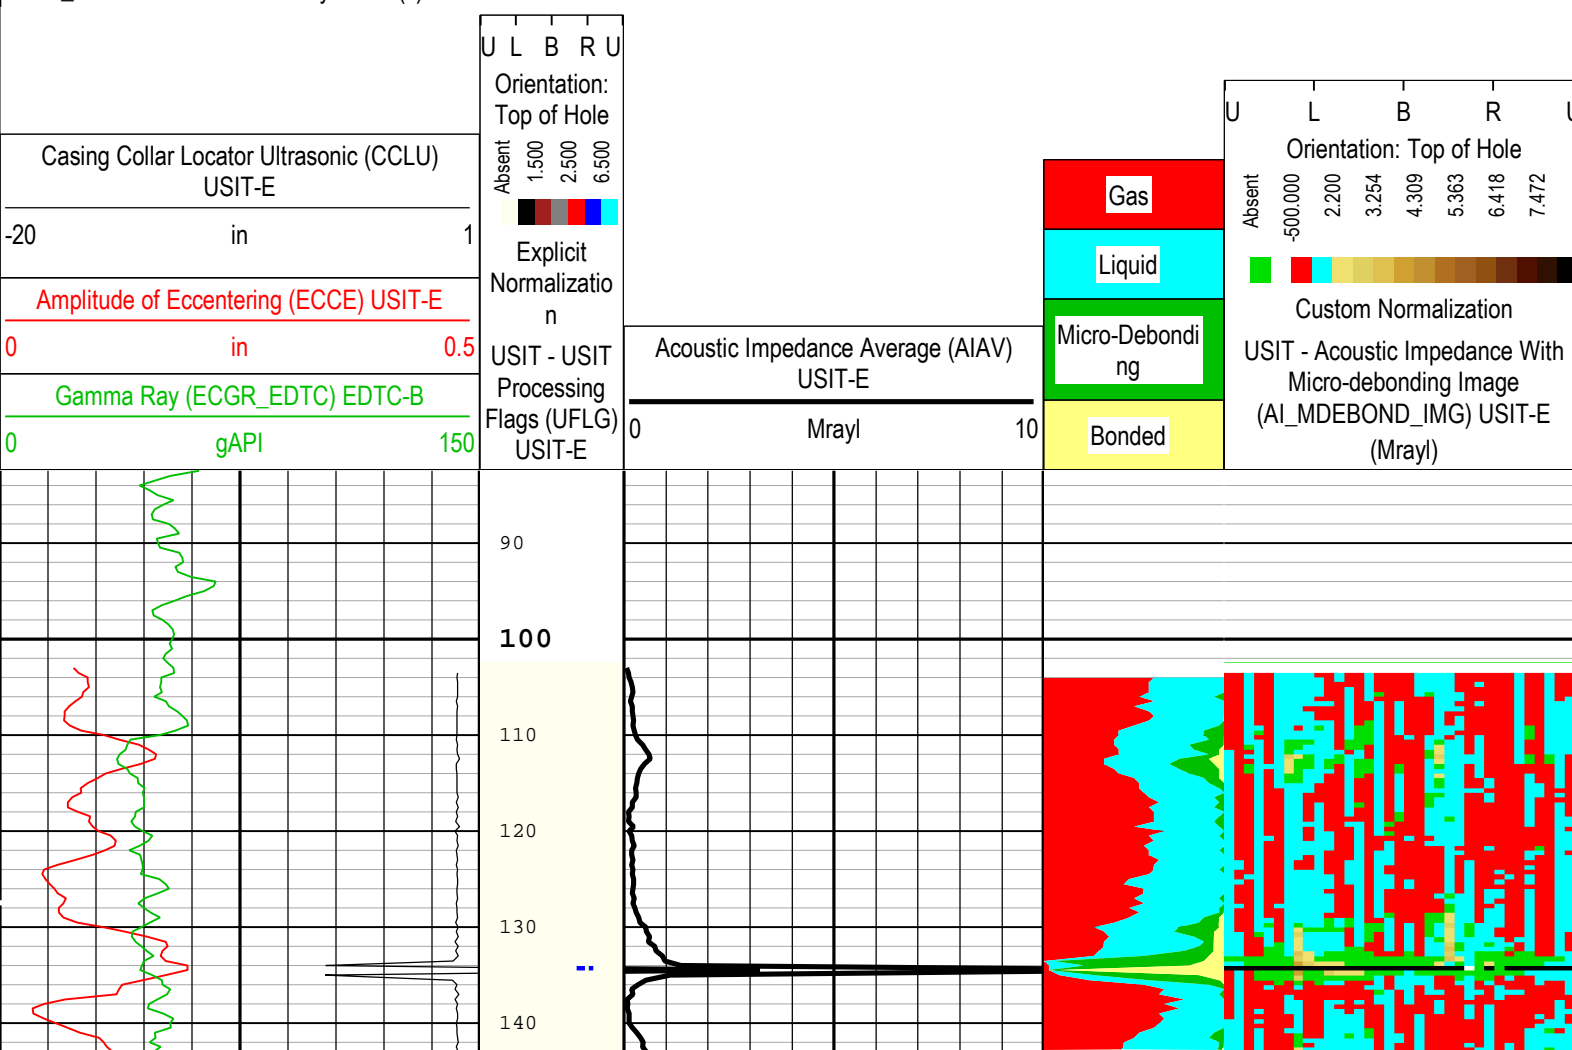 U L B R U
Orientation:
Top of Hole
Absent
1.500
2.500
6.500
Explicit
Normalizatio
n
USIT - USIT
Processing
Flags (UFLG)
USIT-E
Casing Collar Locator Ultrasonic (CCLU)
USIT-E
-20 in 1
Amplitude of Eccentering (ECCE) USIT-E
0 in 0.5
Gamma Ray (ECGR_EDTC) EDTC-B
0 gAPI 150
Acoustic Impedance Average (AIAV)
USIT-E
0 Mrayl 10
Gas
Liquid
Micro-Debondi
ng
Bonded
U L B R
Orientation: Top of Hole
Absent
-500.000
2.200
3.254
4.309
5.363
6.418
7.472
Custom Normalization
USIT - Acoustic Impedance With
Micro-debonding Image
(AI_MDEBOND_IMG) USIT-E
(Mrayl)
90
100
110
120
130
140